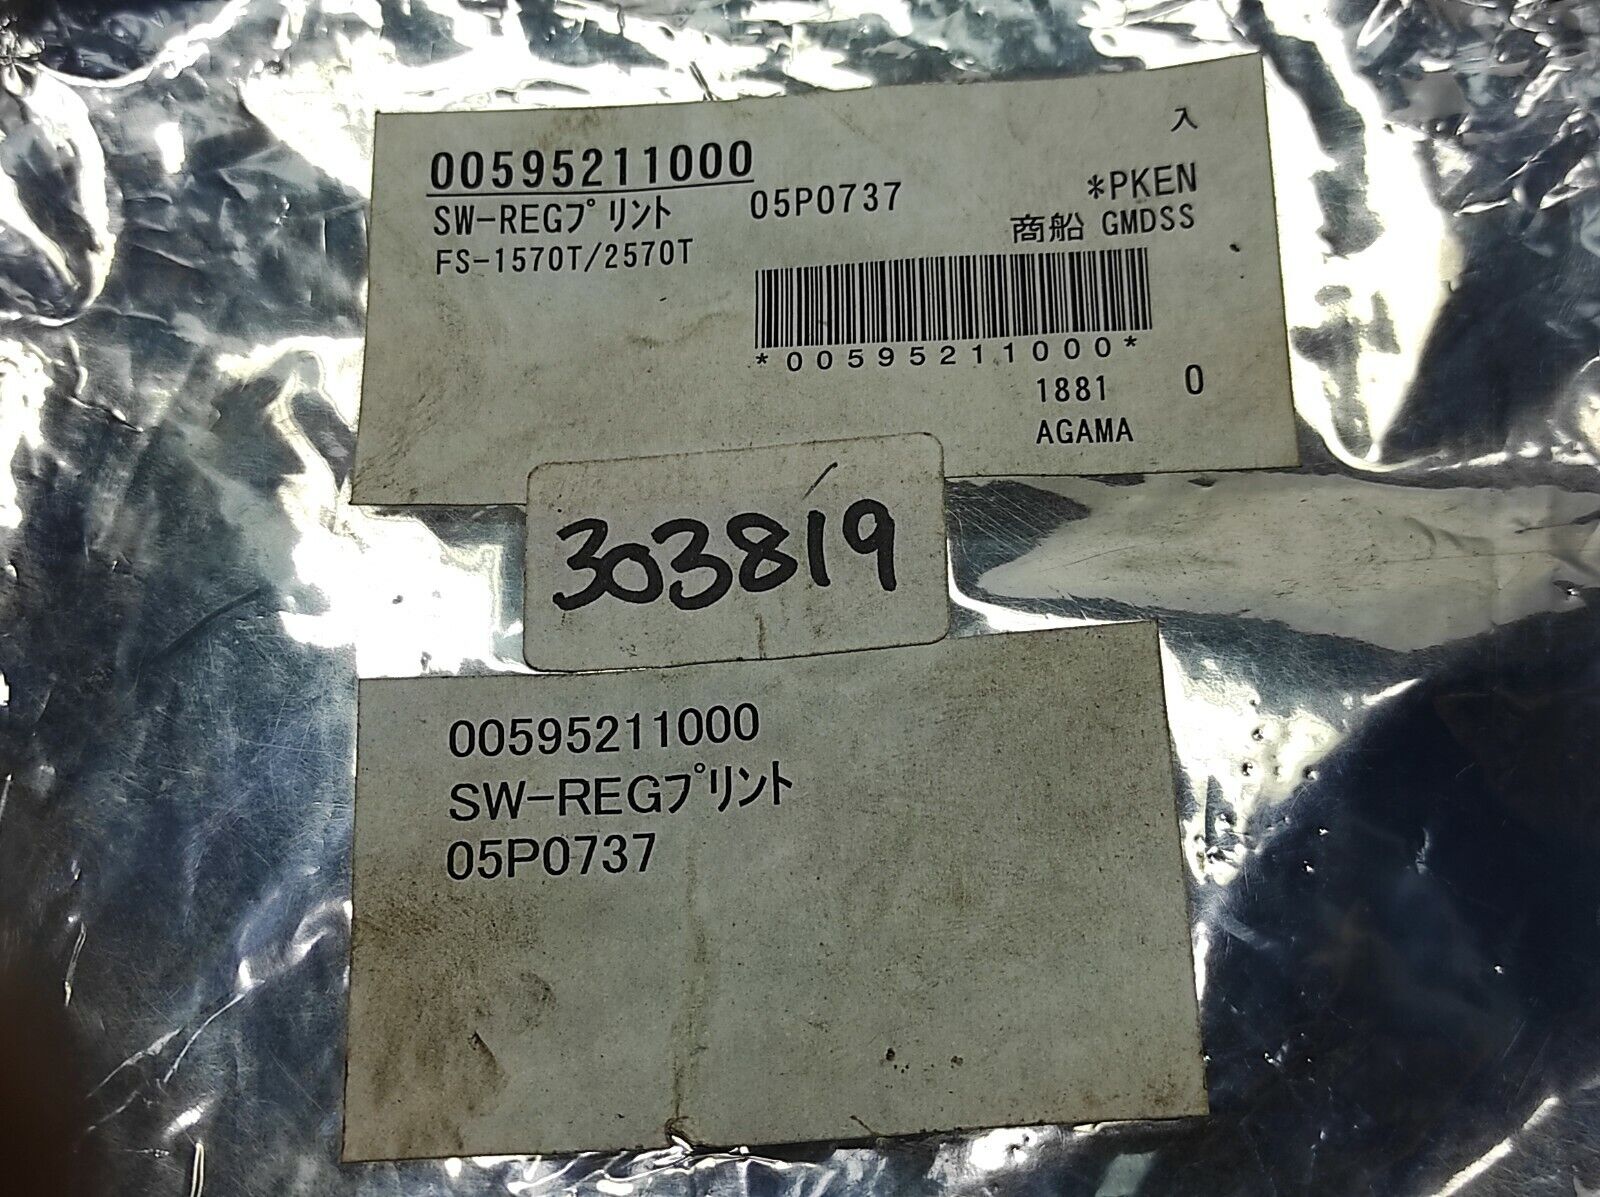 入
00595211000
SW-REGﾌﾟﾘﾝﾄ 05P0737 *PKEN
FS-1570T/2570T 商船 GMDSS
*00595211000*
1881 0
AGAMA
303819
00595211000
SW-REGﾌﾟﾘﾝﾄ
05P0737